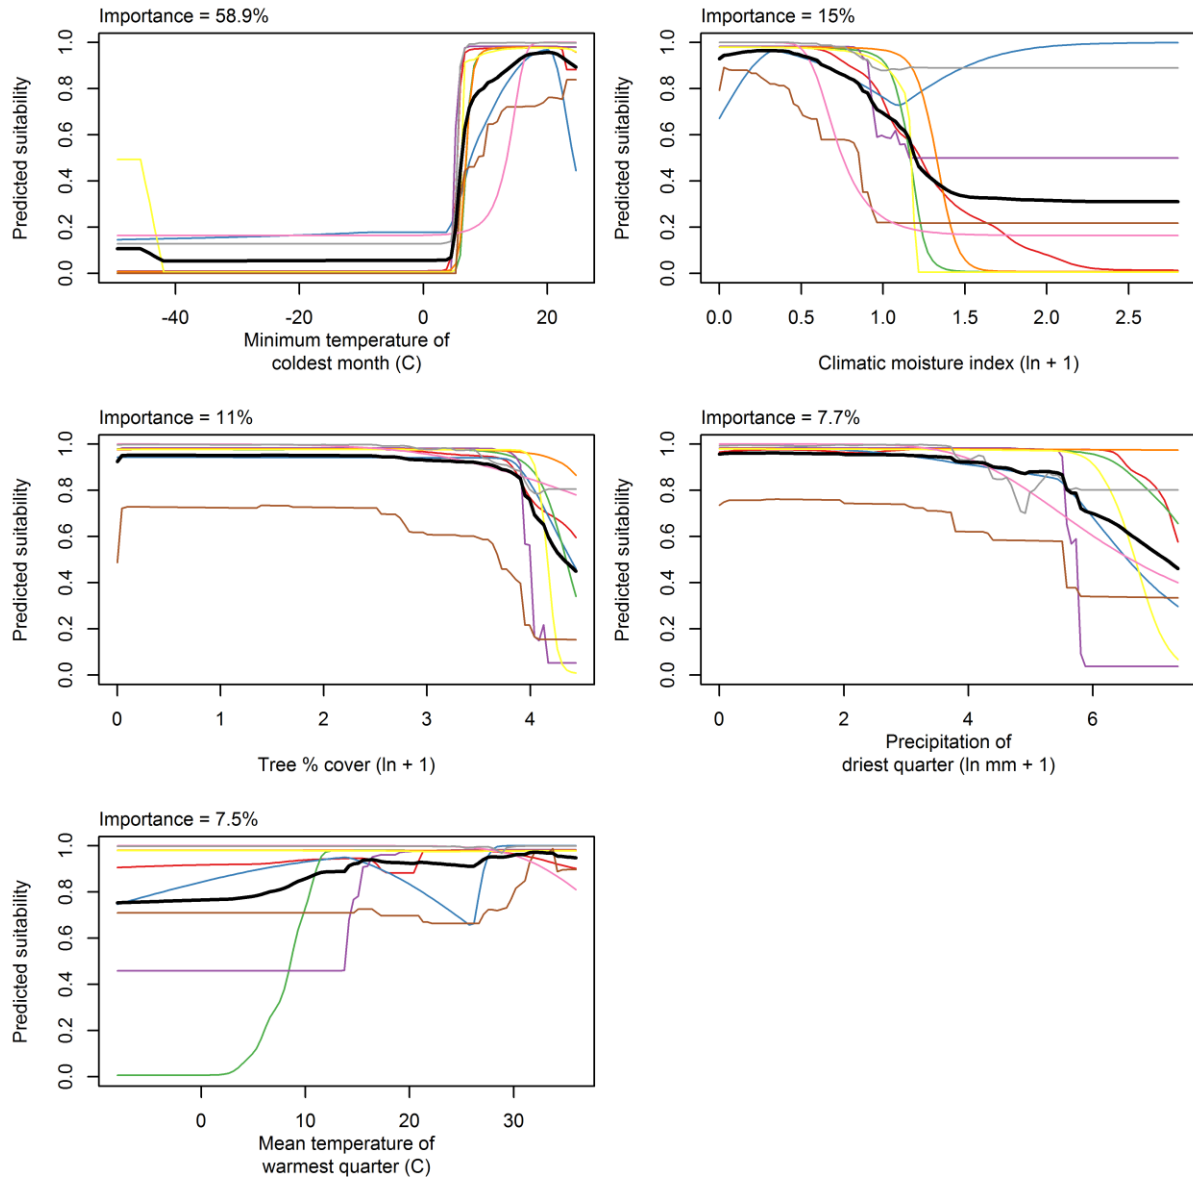 Importance = 58.9%
Predicted suitability
0.0 0.2 0.4 0.6 0.8 1.0
-40 -20 0 20
Minimum temperature of
coldest month (C)
Importance = 15%
Predicted suitability
0.0 0.2 0.4 0.6 0.8 1.0
0.0 0.5 1.0 1.5 2.0 2.5
Climatic moisture index (ln + 1)
Importance = 11%
Predicted suitability
0.0 0.2 0.4 0.6 0.8 1.0
0 1 2 3 4
Tree % cover (ln + 1)
Importance = 7.7%
Predicted suitability
0.0 0.2 0.4 0.6 0.8 1.0
0 2 4 6
Precipitation of
driest quarter (ln mm + 1)
Importance = 7.5%
Predicted suitability
0.0 0.2 0.4 0.6 0.8 1.0
0 10 20 30
Mean temperature of
warmest quarter (C)